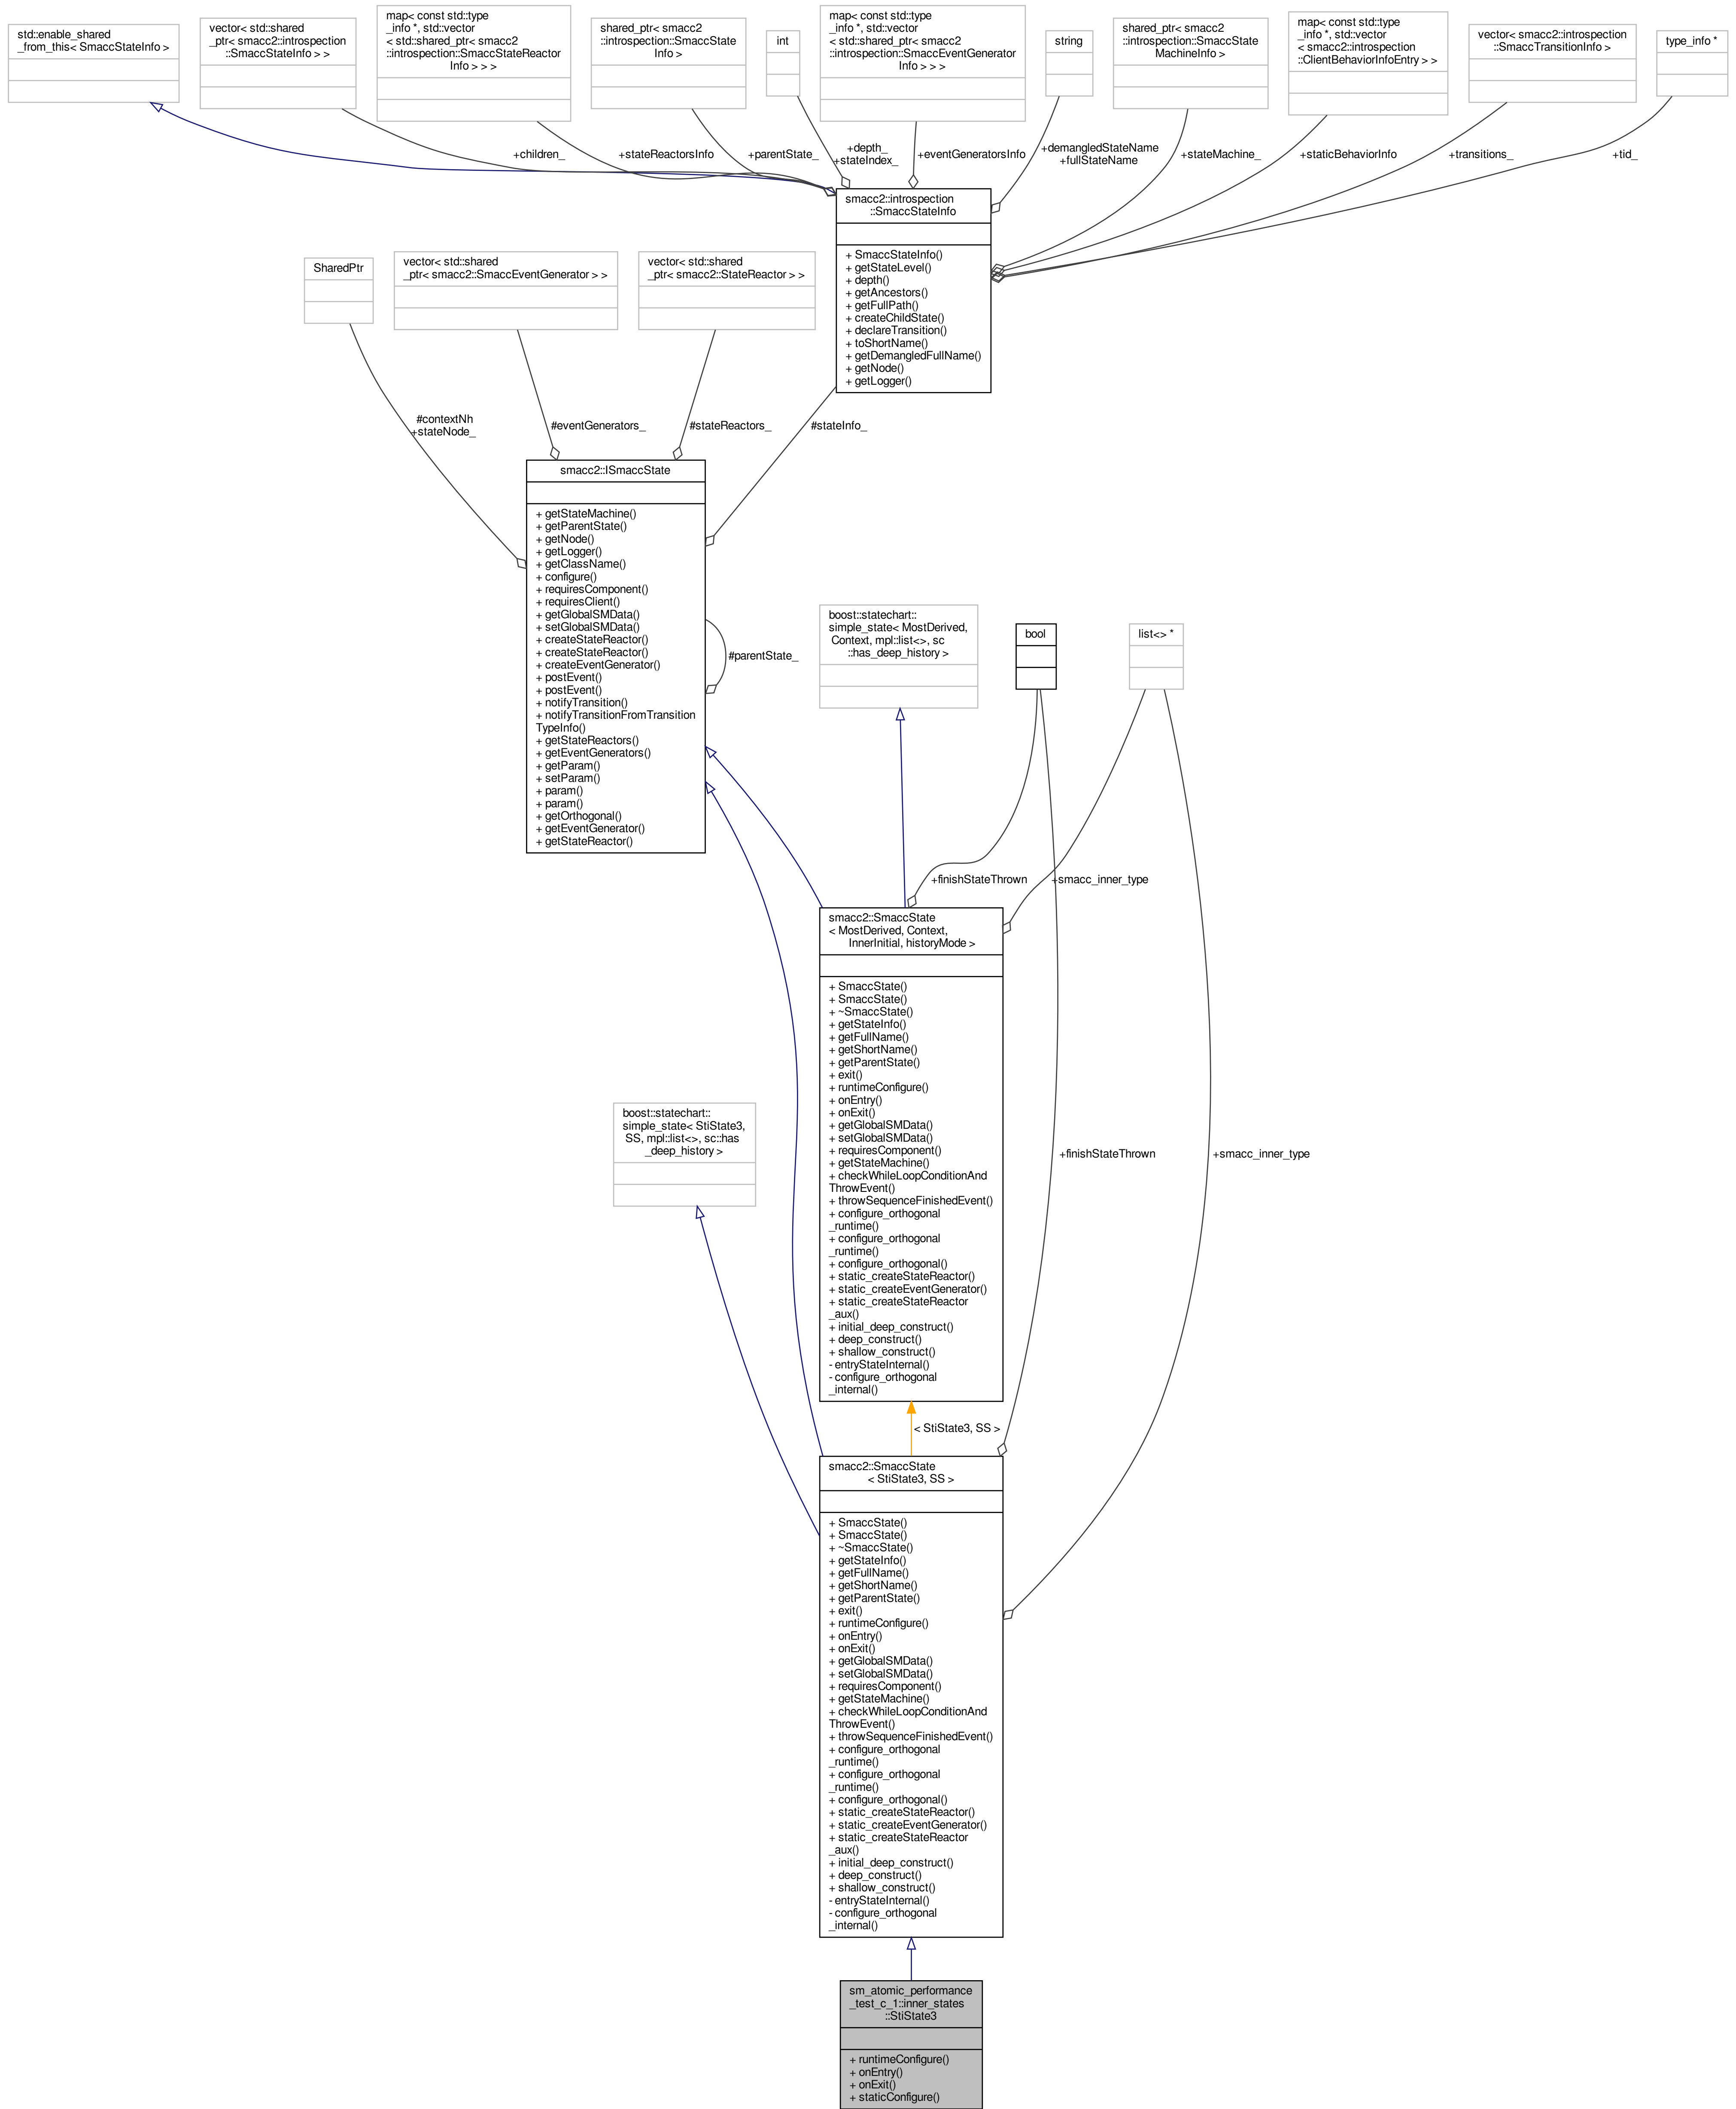 std::enable_shared
_from_this< SmaccStateInfo >
vector< std::shared
_ptr< smacc2::introspection
::SmaccStateInfo > >
map< const std::type
_info *, std::vector
< std::shared_ptr< smacc2
::introspection::SmaccStateReactor
Info > > >
shared_ptr< smacc2
::introspection::SmaccState
Info >
int
map< const std::type
_info *, std::vector
< std::shared_ptr< smacc2
::introspection::SmaccEventGenerator
Info > > >
string
shared_ptr< smacc2
::introspection::SmaccState
MachineInfo >
map< const std::type
_info *, std::vector
< smacc2::introspection
::ClientBehaviorInfoEntry > >
vector< smacc2::introspection
::SmaccTransitionInfo >
type_info *
+children_
+stateReactorsInfo
+parentState_
+depth_
+stateIndex_
+eventGeneratorsInfo
+demangledStateName
+fullStateName
+stateMachine_
+staticBehaviorInfo
+transitions_
+tid_
smacc2::introspection
::SmaccStateInfo
+ SmaccStateInfo()
+ getStateLevel()
+ depth()
+ getAncestors()
+ getFullPath()
+ createChildState()
+ declareTransition()
+ toShortName()
+ getDemangledFullName()
+ getNode()
+ getLogger()
SharedPtr
vector< std::shared
_ptr< smacc2::SmaccEventGenerator > >
vector< std::shared
_ptr< smacc2::StateReactor > >
#contextNh
+stateNode_
#eventGenerators_
#stateReactors_
#stateInfo_
smacc2::ISmaccState
+ getStateMachine()
+ getParentState()
+ getNode()
+ getLogger()
+ getClassName()
+ configure()
+ requiresComponent()
+ requiresClient()
+ getGlobalSMData()
+ setGlobalSMData()
+ createStateReactor()
+ createStateReactor()
+ createEventGenerator()
+ postEvent()
+ postEvent()
+ notifyTransition()
+ notifyTransitionFromTransition
TypeInfo()
+ getStateReactors()
+ getEventGenerators()
+ getParam()
+ setParam()
+ param()
+ param()
+ getOrthogonal()
+ getEventGenerator()
+ getStateReactor()
#parentState_
boost::statechart::
simple_state< MostDerived,
Context, mpl::list<>, sc
::has_deep_history >
bool
list<> *
+finishStateThrown
+smacc_inner_type
smacc2::SmaccState
< MostDerived, Context,
InnerInitial, historyMode >
+ SmaccState()
+ SmaccState()
+ ~SmaccState()
+ getStateInfo()
+ getFullName()
+ getShortName()
+ getParentState()
+ exit()
+ runtimeConfigure()
+ onEntry()
+ onExit()
+ getGlobalSMData()
+ setGlobalSMData()
+ requiresComponent()
+ getStateMachine()
+ checkWhileLoopConditionAnd
ThrowEvent()
+ throwSequenceFinishedEvent()
+ configure_orthogonal
_runtime()
+ configure_orthogonal
_runtime()
+ configure_orthogonal()
+ static_createStateReactor()
+ static_createEventGenerator()
+ static_createStateReactor
_aux()
+ initial_deep_construct()
+ deep_construct()
+ shallow_construct()
- entryStateInternal()
- configure_orthogonal
_internal()
boost::statechart::
simple_state< StiState3,
SS, mpl::list<>, sc::has
_deep_history >
+finishStateThrown
+smacc_inner_type
< StiState3, SS >
smacc2::SmaccState
< StiState3, SS >
+ SmaccState()
+ SmaccState()
+ ~SmaccState()
+ getStateInfo()
+ getFullName()
+ getShortName()
+ getParentState()
+ exit()
+ runtimeConfigure()
+ onEntry()
+ onExit()
+ getGlobalSMData()
+ setGlobalSMData()
+ requiresComponent()
+ getStateMachine()
+ checkWhileLoopConditionAnd
ThrowEvent()
+ throwSequenceFinishedEvent()
+ configure_orthogonal
_runtime()
+ configure_orthogonal
_runtime()
+ configure_orthogonal()
+ static_createStateReactor()
+ static_createEventGenerator()
+ static_createStateReactor
_aux()
+ initial_deep_construct()
+ deep_construct()
+ shallow_construct()
- entryStateInternal()
- configure_orthogonal
_internal()
sm_atomic_performance
_test_c_1::inner_states
::StiState3
+ runtimeConfigure()
+ onEntry()
+ onExit()
+ staticConfigure()